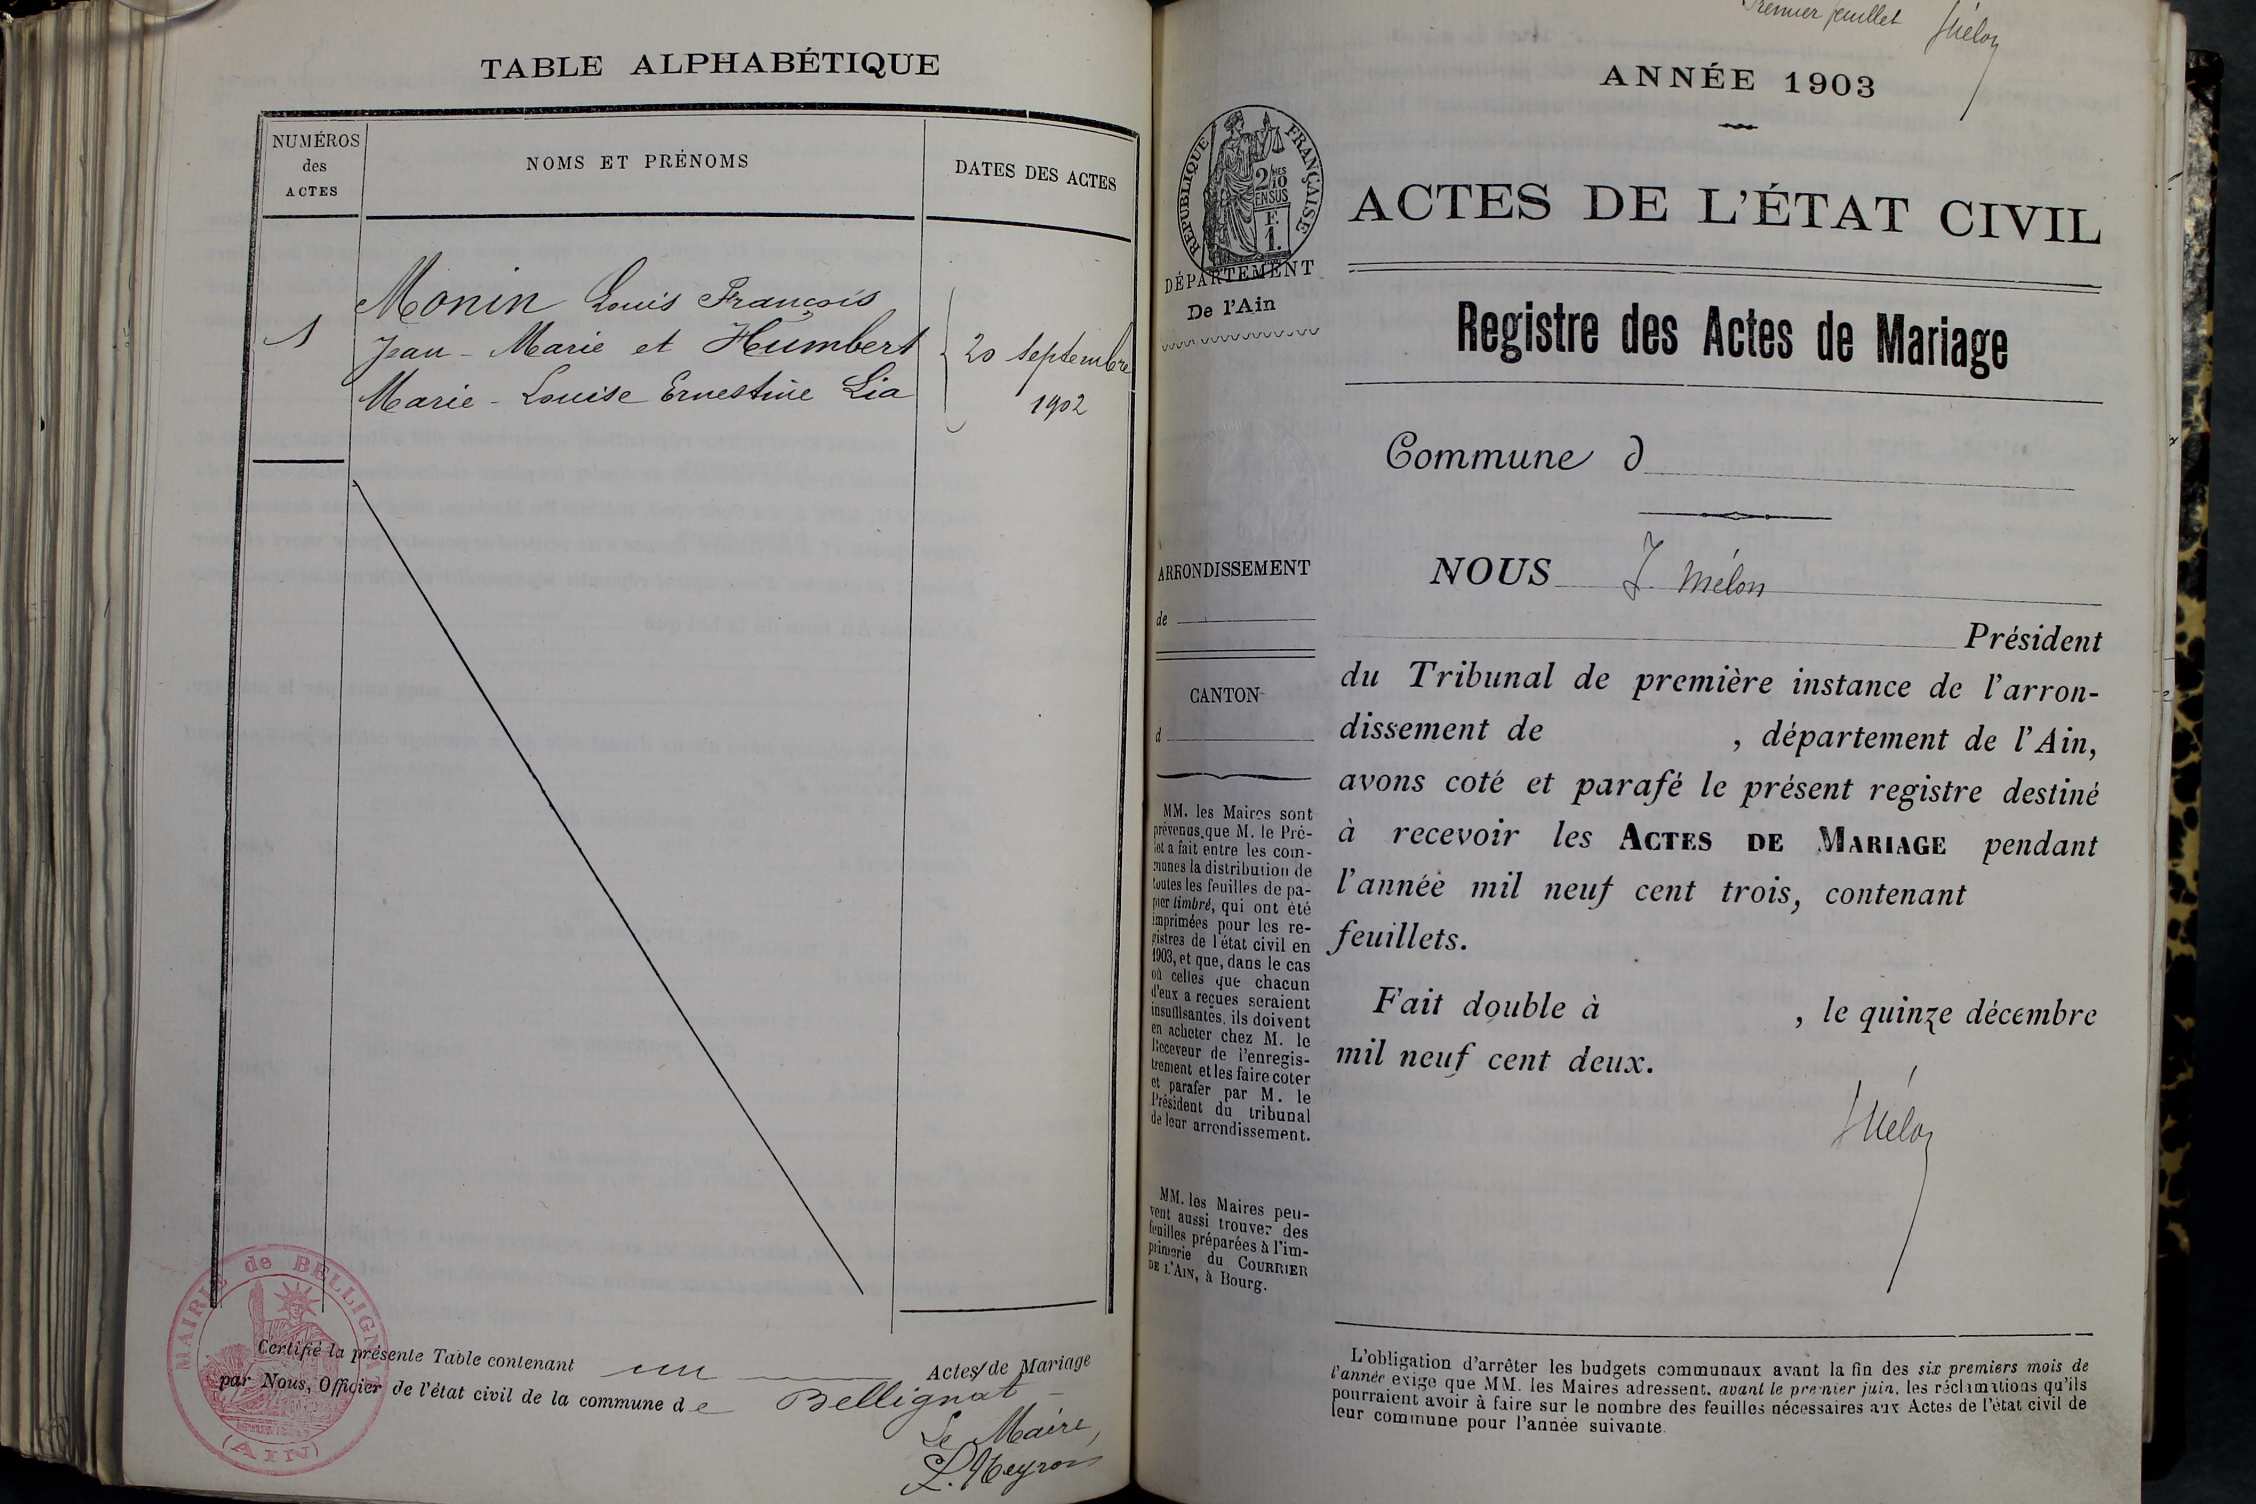 TABLE ALPHABÉTIQUE
NUMÉROS
des
ACTES
NOMS ET PRÉNOMS
DATES DES ACTES
1
Monin Louis François
Jean-Marie et Humbert
Marie-Louise Ernestine Lia
20 septembre
1902
MAIRIE de BELLIGNAT
(AIN)
Certifié la présente Table contenant un Actes de Mariage
par Nous, Officier de l'état civil de la commune de Bellignat
Le Maire,
Premier feuillet
ANNÉE 1903
RÉPUBLIQUE FRANÇAISE
2/10
EN SUS
F.
1.
DÉPARTEMENT
De l'Ain
ACTES DE L'ÉTAT CIVIL
Registre des Actes de Mariage
Commune d
ARRONDISSEMENT
de
CANTON
d
MM. les Maires sont
prévenus que M. le Pré-
fet a fait entre les com-
munes la distribution de
toutes les feuilles de pa-
pier timbré, qui ont été
imprimées pour les re-
gistres de l'état civil en
1903, et que, dans le cas
où celles que chacun
d'eux a reçues seraient
insuffisantes, ils doivent
en acheter chez M. le
Receveur de l'enregis-
trement et les faire coter
et parafer par M. le
Président du tribunal
de leur arrondissement.
MM. les Maires peu-
vent aussi trouver des
feuilles préparées à l'im-
primerie du COURRIER
DE L'AIN, à Bourg.
NOUS J. Mélon
Président
du Tribunal de première instance de l'arron-
dissement de , département de l'Ain,
avons coté et parafé le présent registre destiné
à recevoir les ACTES DE MARIAGE pendant
l'année mil neuf cent trois, contenant
feuillets.
Fait double à , le quinze décembre
mil neuf cent deux.
L'obligation d'arrêter les budgets communaux avant la fin des six premiers mois de
l'année exige que MM. les Maires adressent, avant le premier juin, les réclamations qu'ils
pourraient avoir à faire sur le nombre des feuilles nécessaires aux Actes de l'état civil de
leur commune pour l'année suivante.